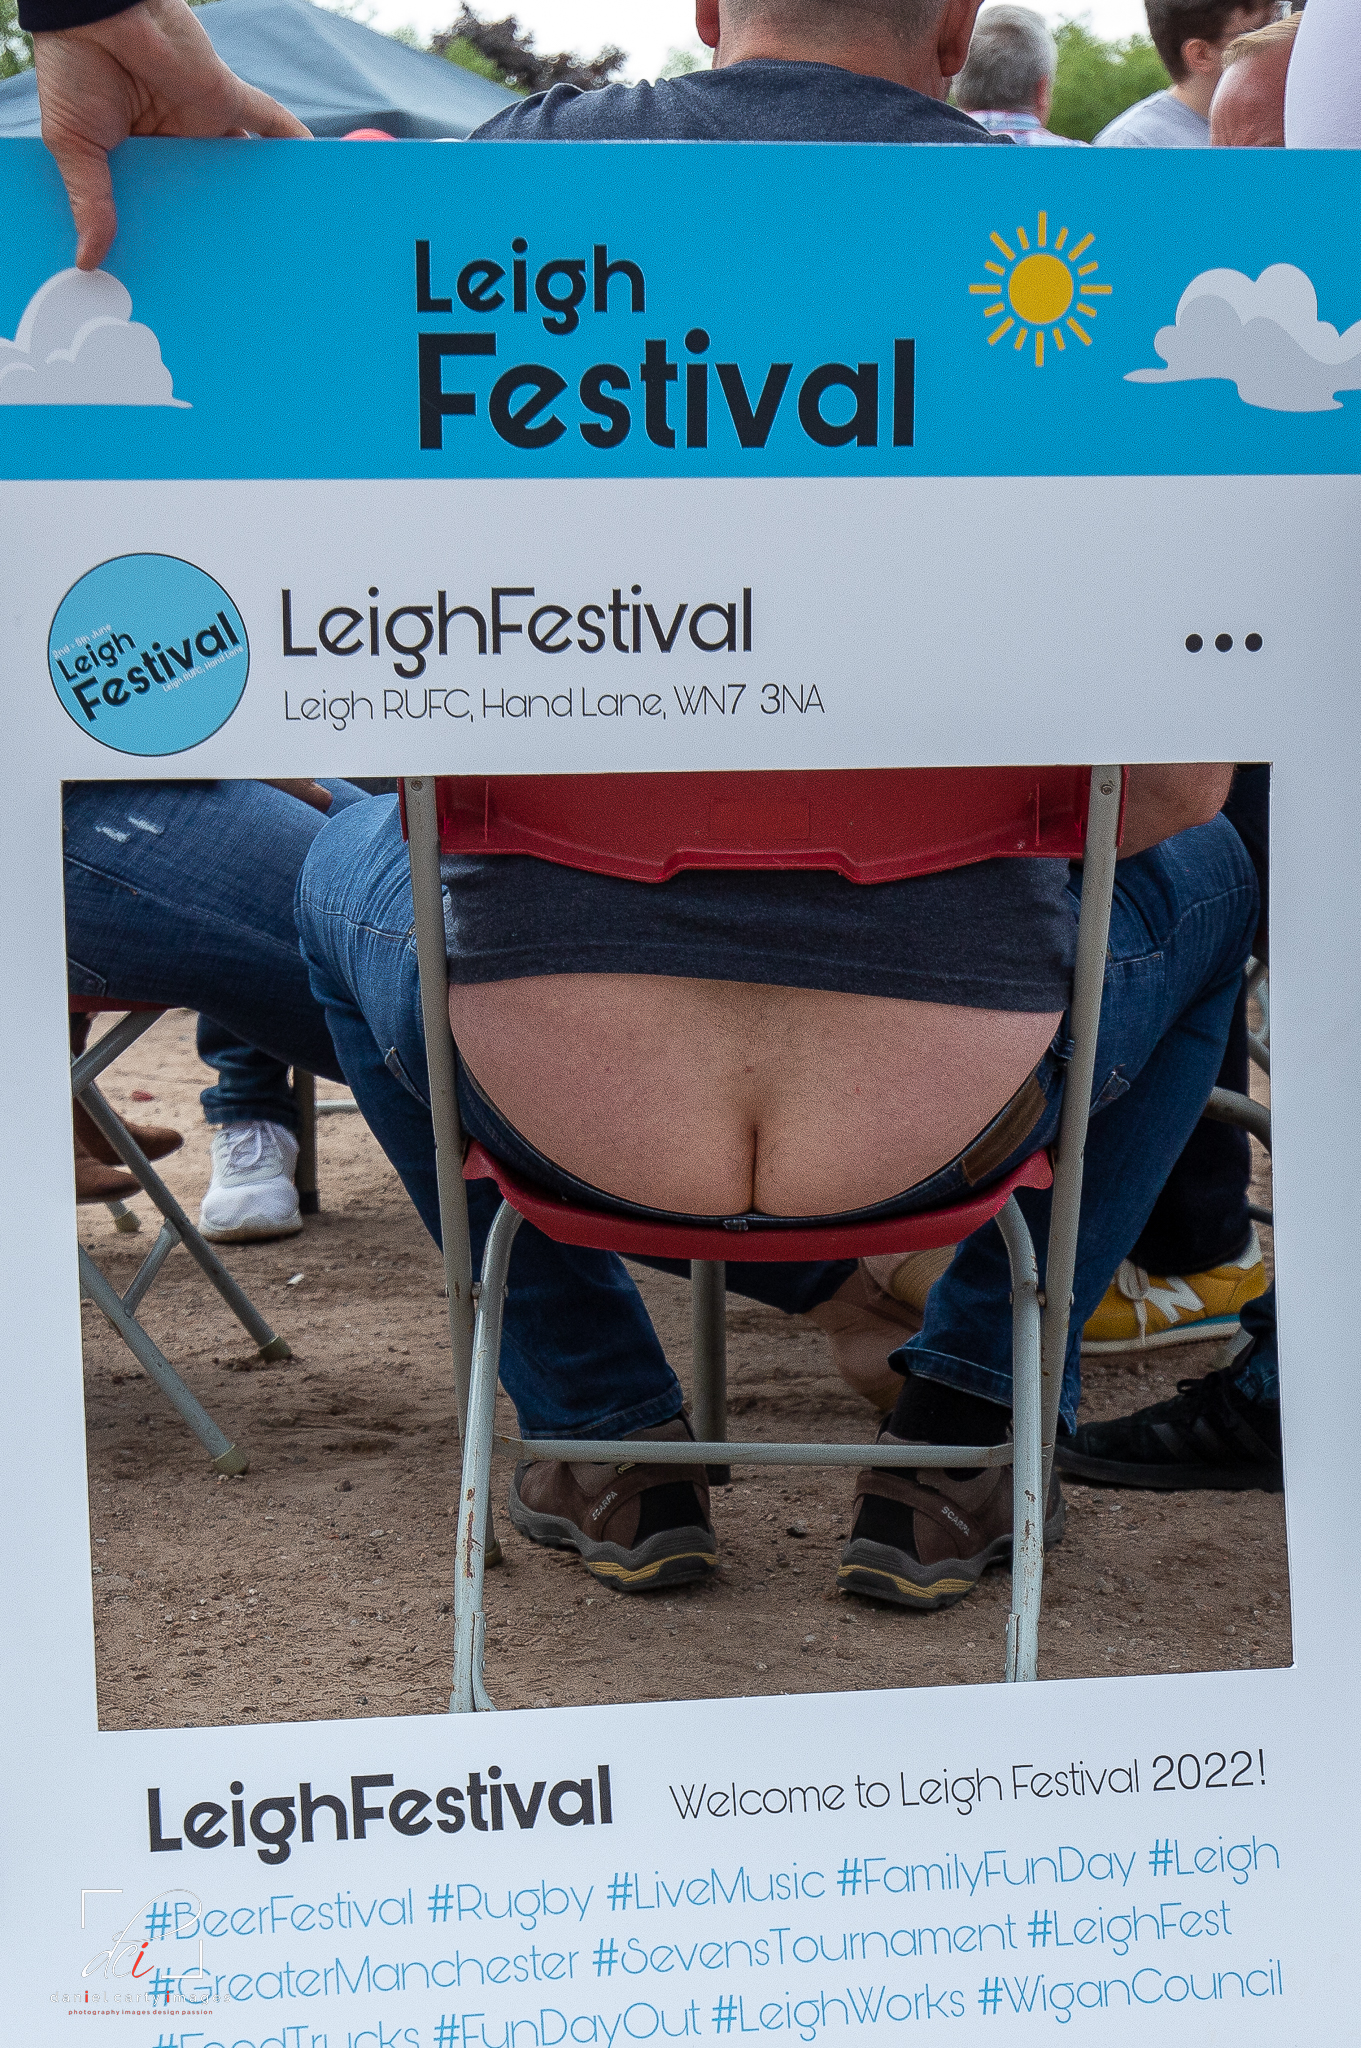 Leigh
Festival
2nd - 5th June
Leigh
Festival
Leigh RUFC, Hand Lane
LeighFestival
Leigh RUFC, Hand Lane, WN7 3NA
SCARPA
SCARPA
N
LeighFestival Welcome to Leigh Festival 2022!
#BeerFestival #Rugby #LiveMusic #FamilyFunDay #Leigh
#GreaterManchester #SevensTournament #LeighFest
#FoodTrucks #FunDayOut #LeighWorks #WiganCouncil
dci
daniel carty images
photography images design passion